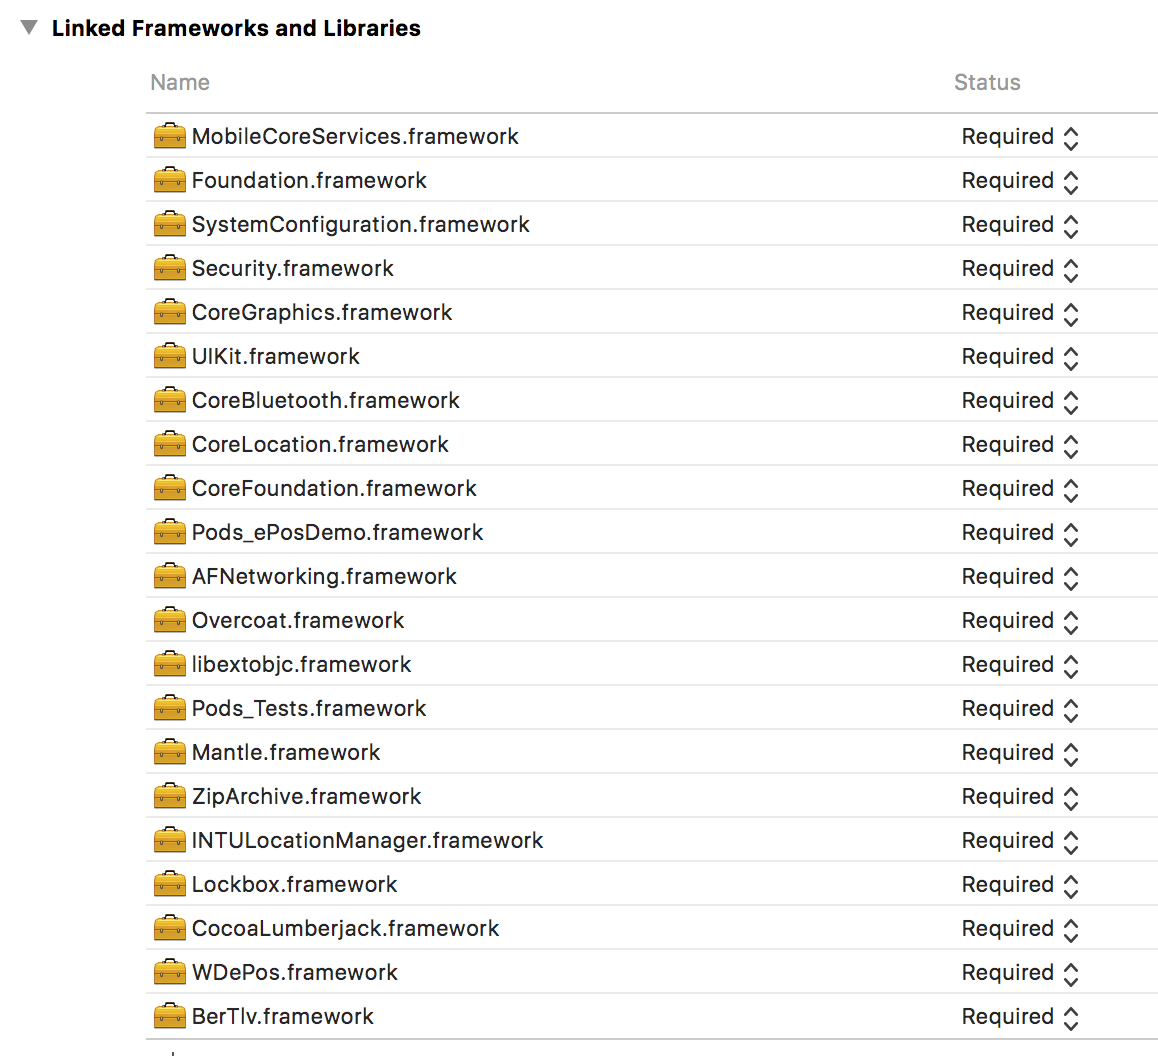 Linked Frameworks and Libraries
Name Status
MobileCoreServices.framework Required
Foundation.framework Required
SystemConfiguration.framework Required
Security.framework Required
CoreGraphics.framework Required
UIKit.framework Required
CoreBluetooth.framework Required
CoreLocation.framework Required
CoreFoundation.framework Required
Pods_ePosDemo.framework Required
AFNetworking.framework Required
Overcoat.framework Required
libextobjc.framework Required
Pods_Tests.framework Required
Mantle.framework Required
ZipArchive.framework Required
INTULocationManager.framework Required
Lockbox.framework Required
CocoaLumberjack.framework Required
WDePos.framework Required
BerTlv.framework Required